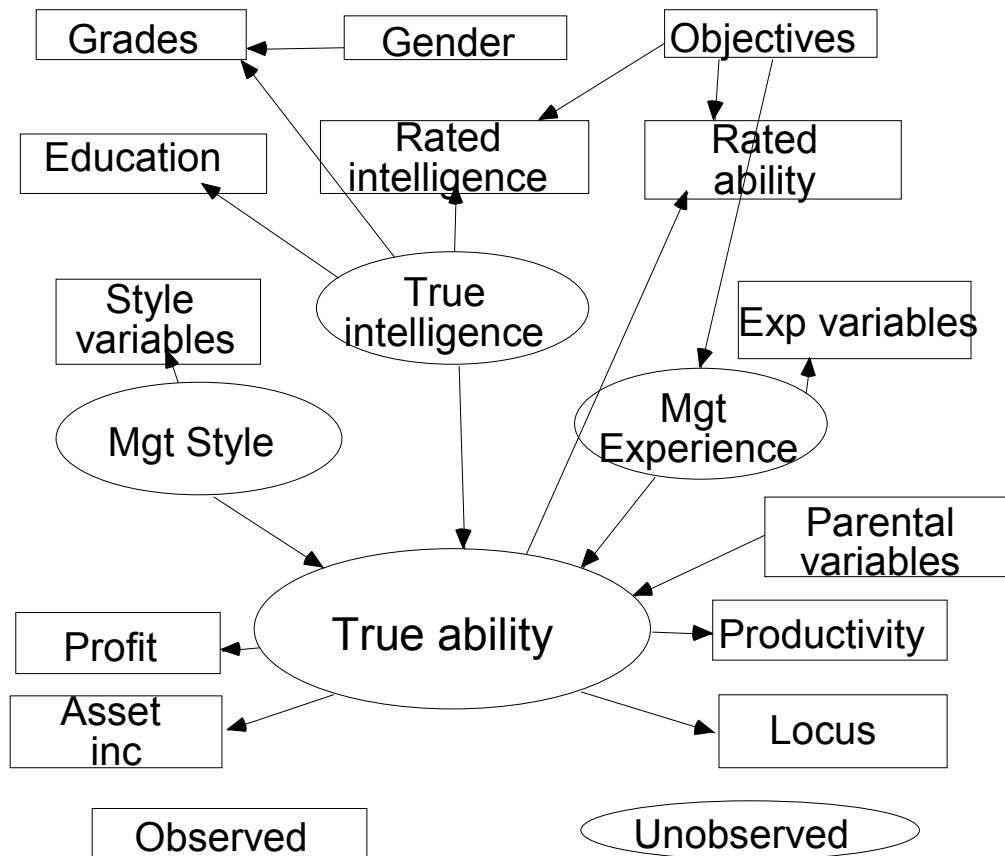 Grades
Gender
Objectives
Education
Rated
intelligence
Rated
ability
Style
variables
True
intelligence
Exp variables
Mgt Style
Mgt
Experience
Parental
variables
True ability
Profit
Productivity
Asset
inc
Locus
Observed
Unobserved